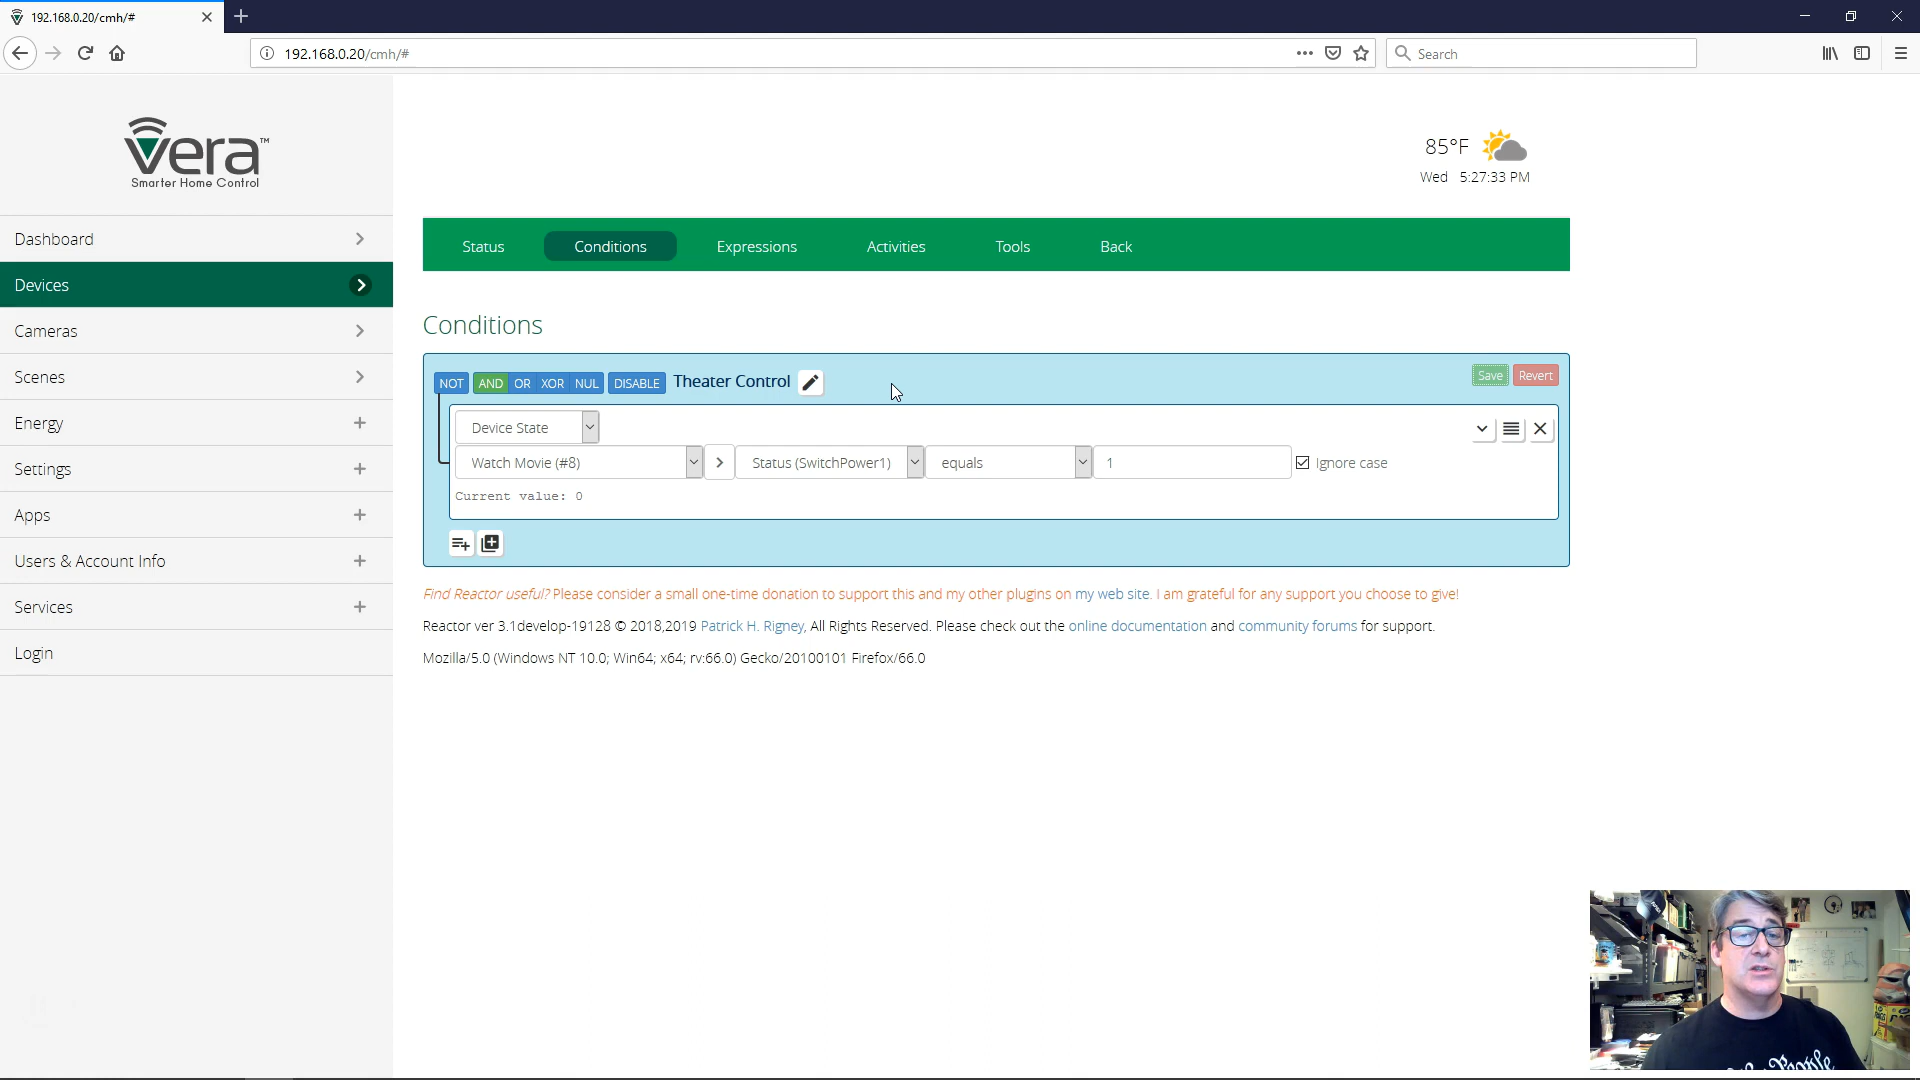 192.168.0.20/cmh/#
192.168.0.20/cmh/#
Search
Vera™
Smarter Home Control
85°F
Wed 5:27:33 PM
Dashboard
Devices
Cameras
Scenes
Energy
Settings
Apps
Users & Account Info
Services
Login
Status Conditions Expressions Activities Tools Back
Conditions
NOT AND OR XOR NUL DISABLE Theater Control Save Revert
Device State
Watch Movie (#8) Status (SwitchPower1) equals 1 Ignore case
Current value: 0
Find Reactor useful? Please consider a small one-time donation to support this and my other plugins on my web site. I am grateful for any support you choose to give!
Reactor ver 3.1develop-19128 © 2018,2019 Patrick H. Rigney, All Rights Reserved. Please check out the online documentation and community forums for support.
Mozilla/5.0 (Windows NT 10.0; Win64; x64; rv:66.0) Gecko/20100101 Firefox/66.0
People